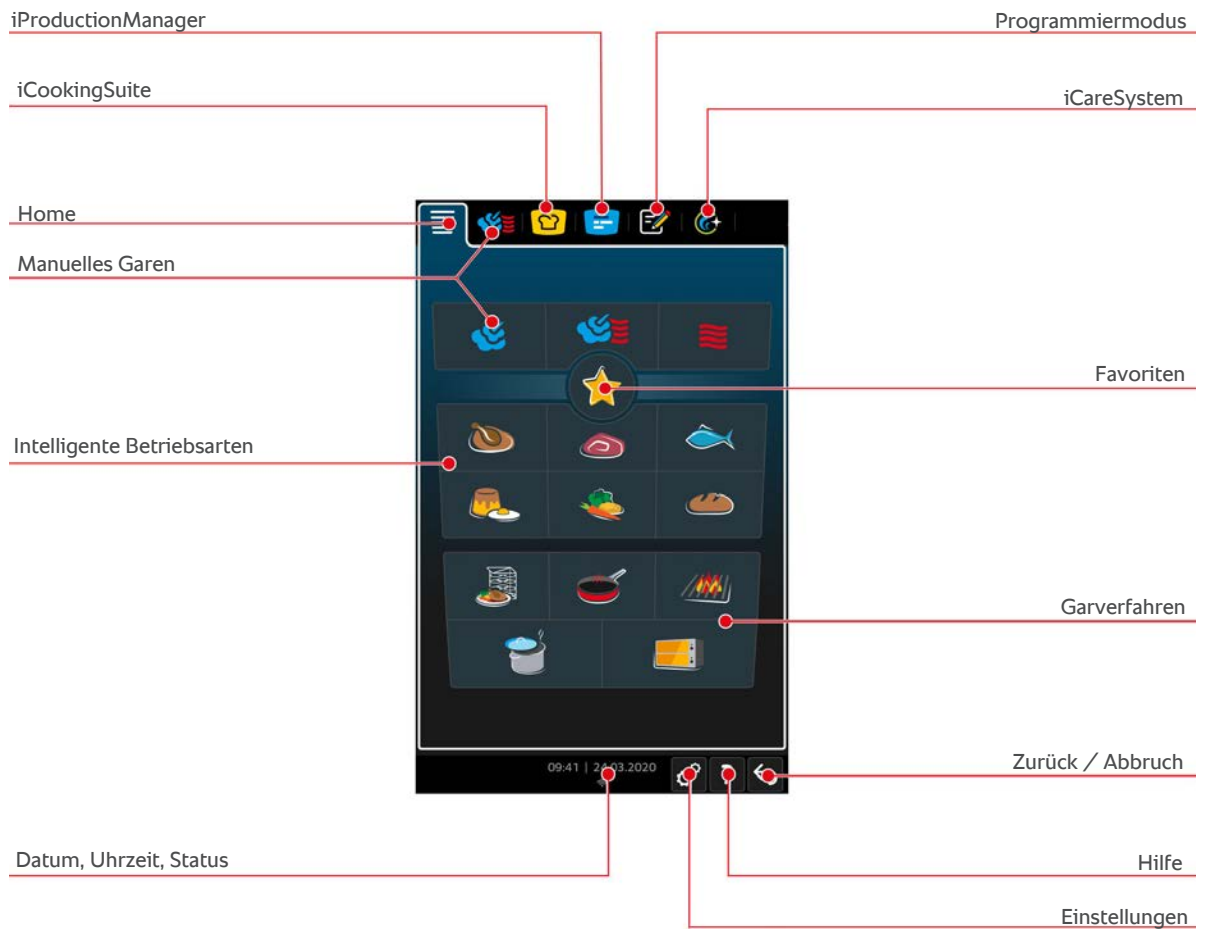 iProductionManager
Programmiermodus
iCookingSuite
iCareSystem
Home
Manuelles Garen
Favoriten
Intelligente Betriebsarten
Garverfahren
09:41 | 24.03.2020
Zurück / Abbruch
Datum, Uhrzeit, Status
Hilfe
Einstellungen